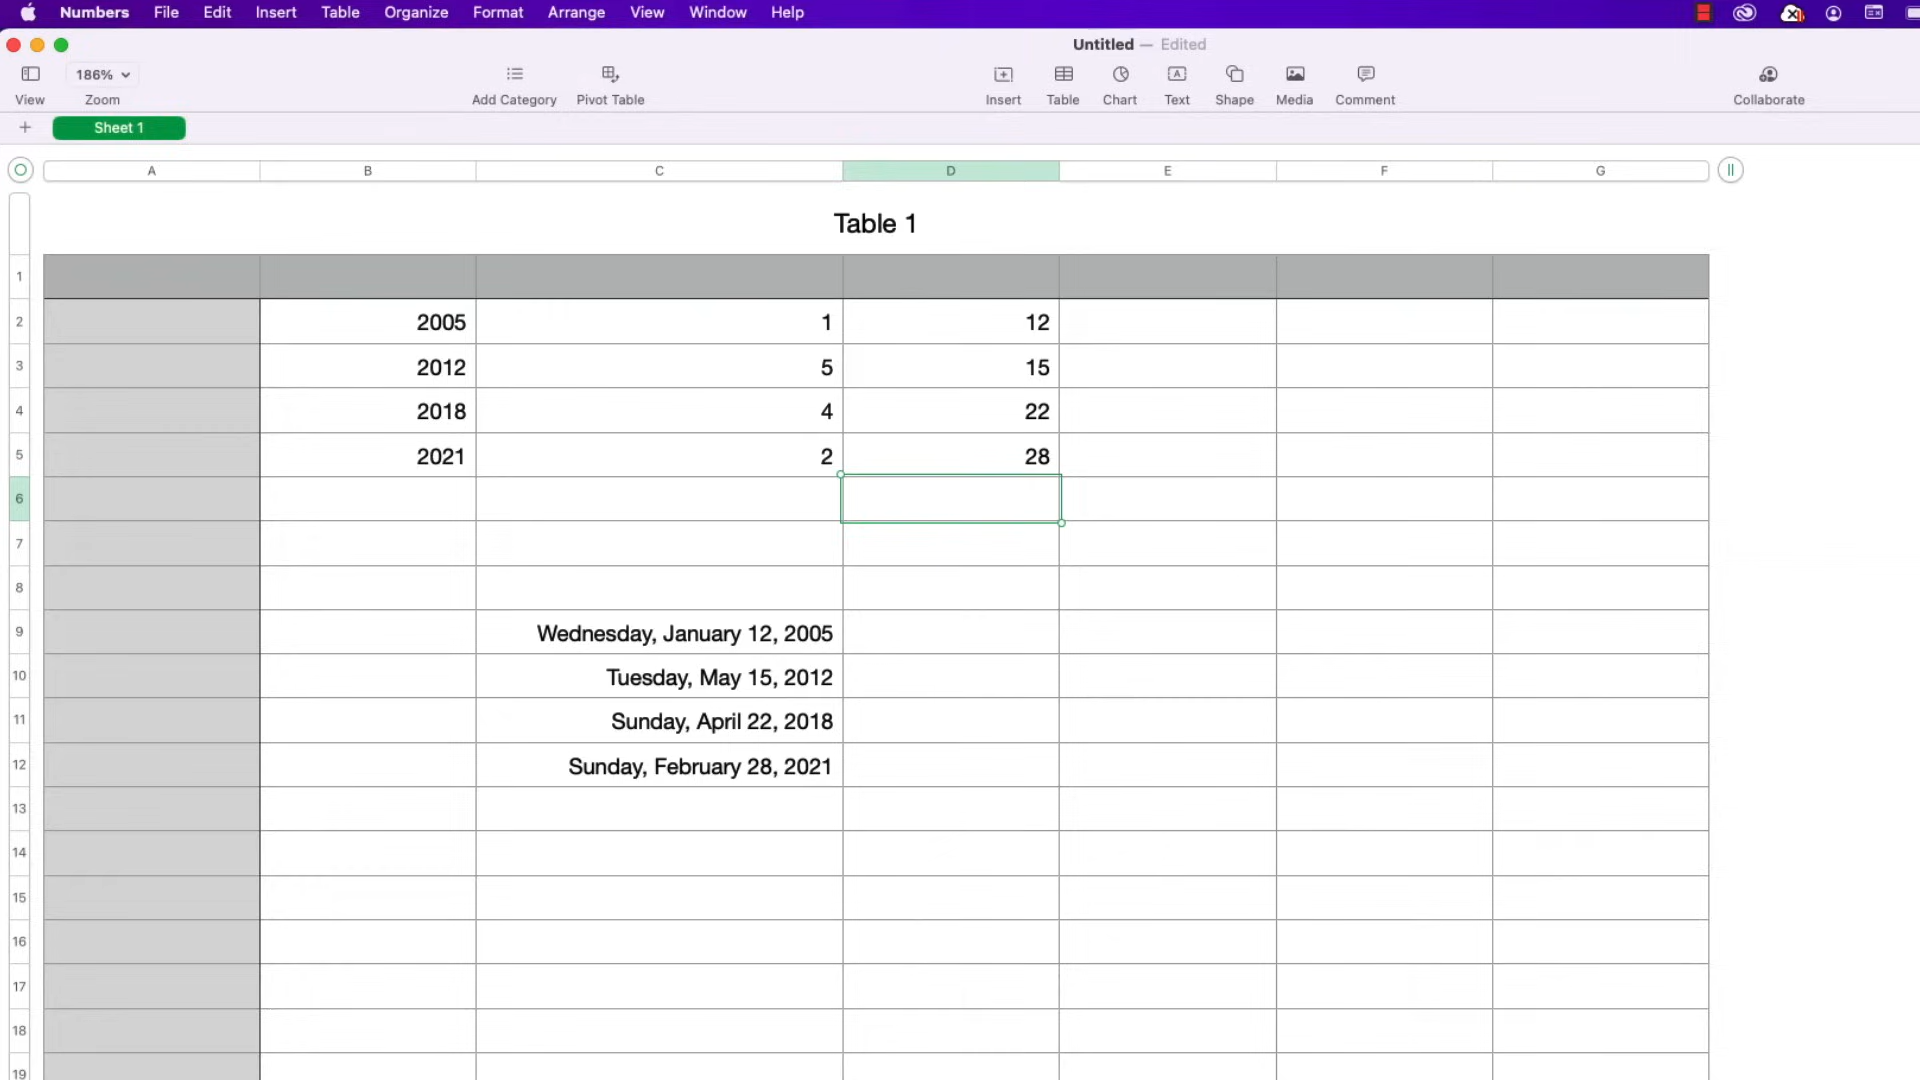 Numbers File Edit Insert Table Organize Format Arrange View Window Help
Untitled — Edited
186%
View Zoom Add Category Pivot Table Insert Table Chart Text Shape Media Comment Collaborate
Sheet 1
A B C D E F G
Table 1
1
2 2005 1 12
3 2012 5 15
4 2018 4 22
5 2021 2 28
6
7
8
9 Wednesday, January 12, 2005
10 Tuesday, May 15, 2012
11 Sunday, April 22, 2018
12 Sunday, February 28, 2021
13
14
15
16
17
18
19